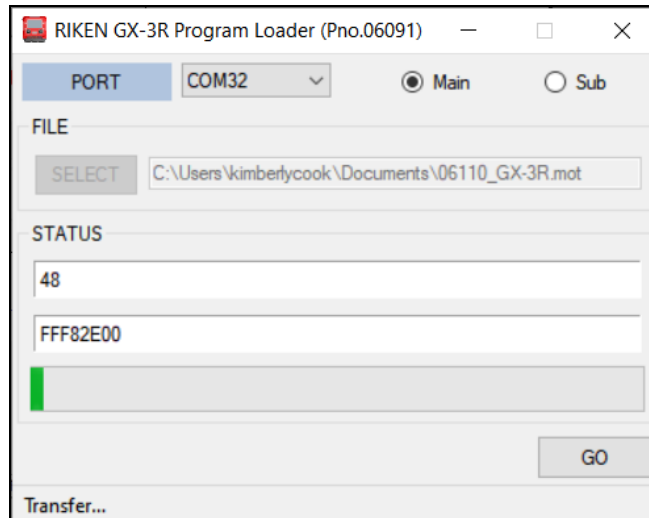 RIKEN GX-3R Program Loader (Pno.06091)
PORT COM32 Main Sub
FILE
SELECT C:\Users\kimberlycook\Documents\06110_GX-3R.mot
STATUS
48
FFF82E00
GO
Transfer...